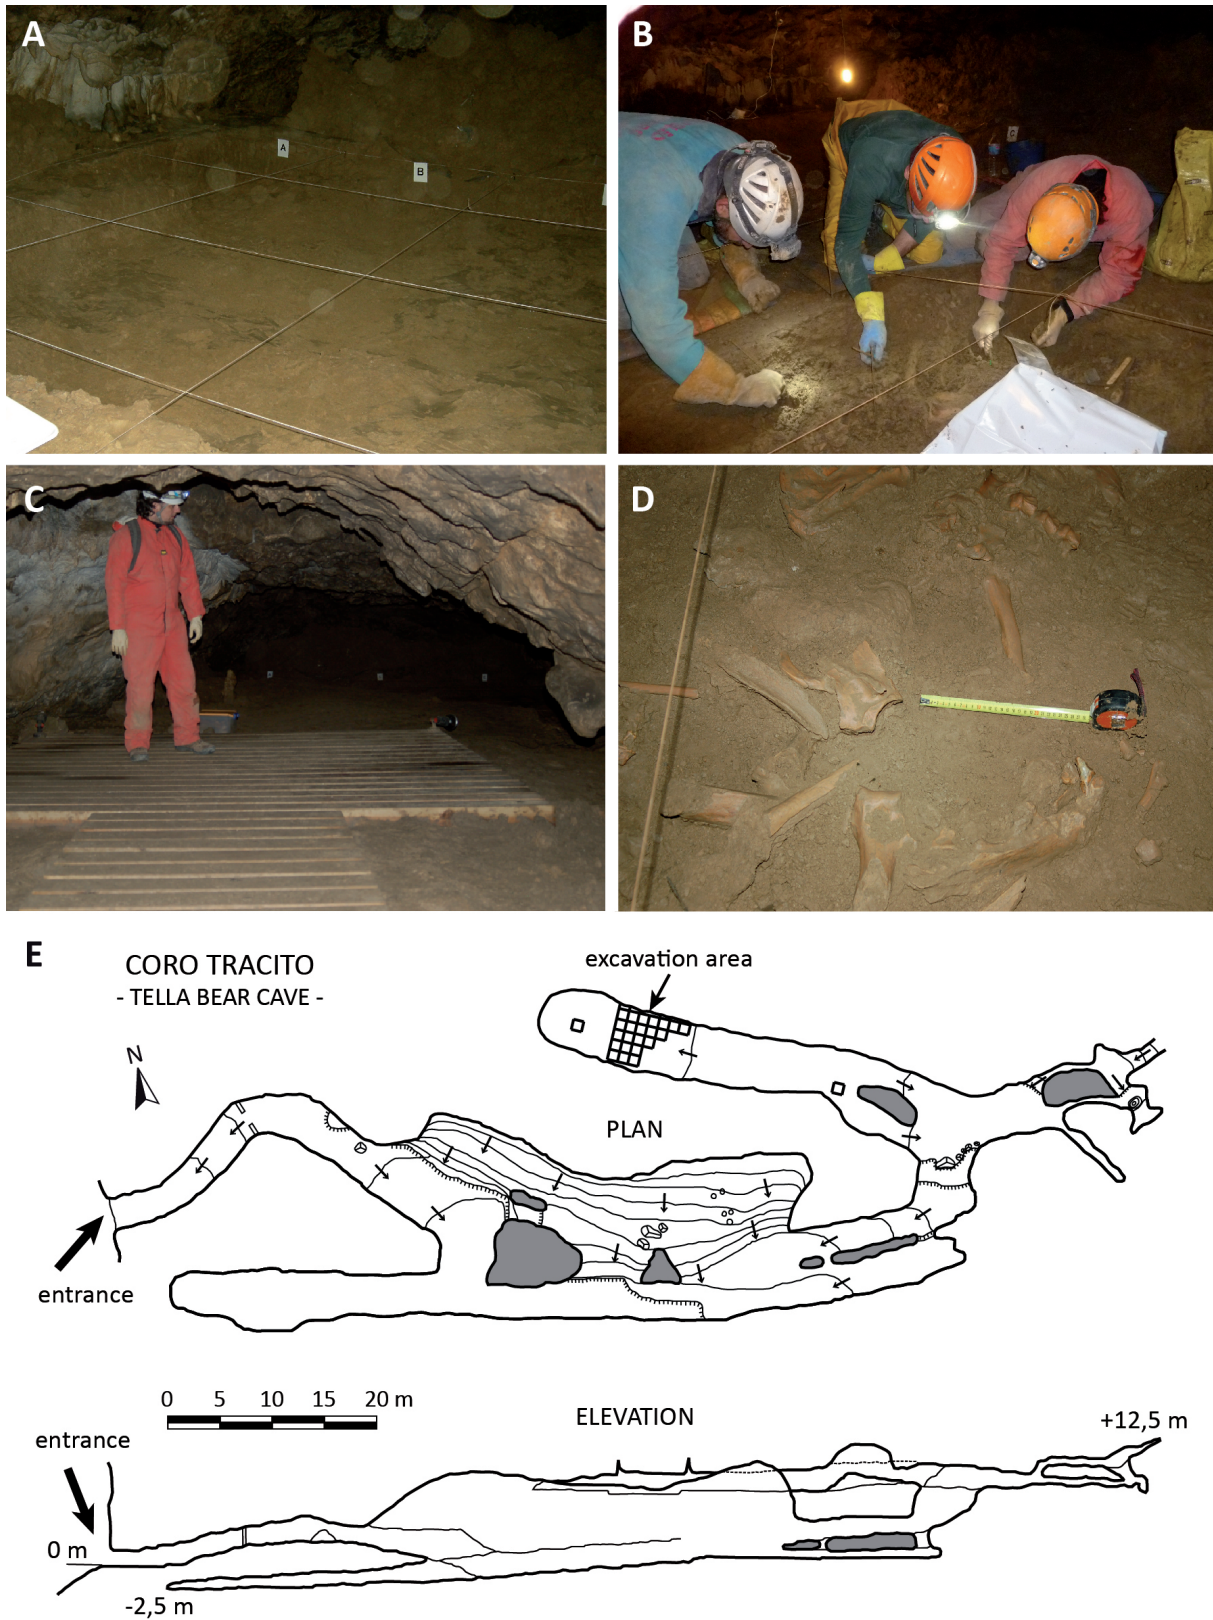 A
A
B
B
C
C
D
E
CORO TRACITO
- TELLA BEAR CAVE -
excavation area
N
PLAN
entrance
0 5 10 15 20 m
ELEVATION
+12,5 m
entrance
0 m
-2,5 m